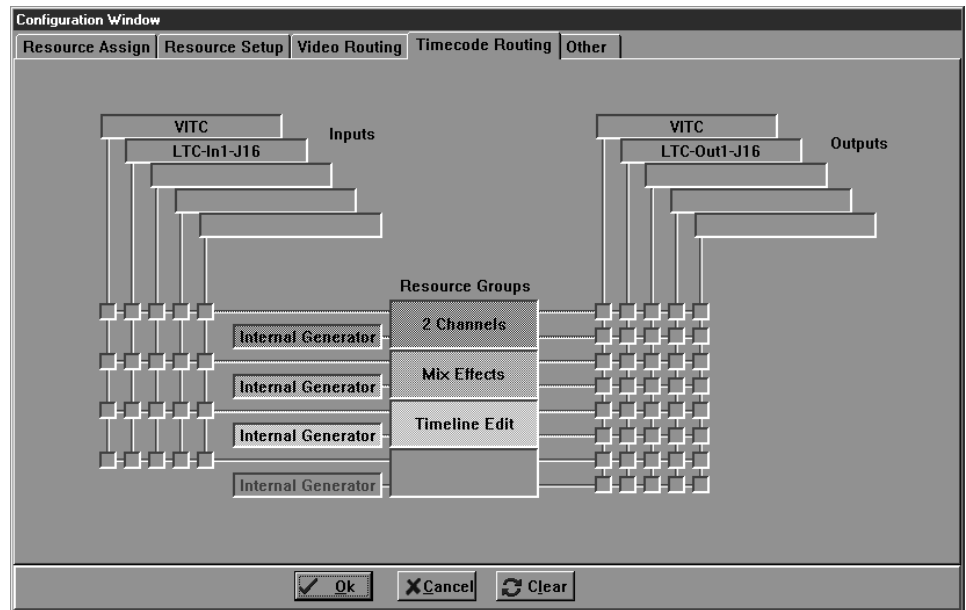 Configuration Window
Resource Assign Resource Setup Video Routing Timecode Routing Other
VITC
LTC-In1-J16
Inputs
VITC
LTC-Out1-J16
Outputs
Resource Groups
2 Channels
Internal Generator
Mix Effects
Internal Generator
Timeline Edit
Internal Generator
Internal Generator
Ok Cancel Clear